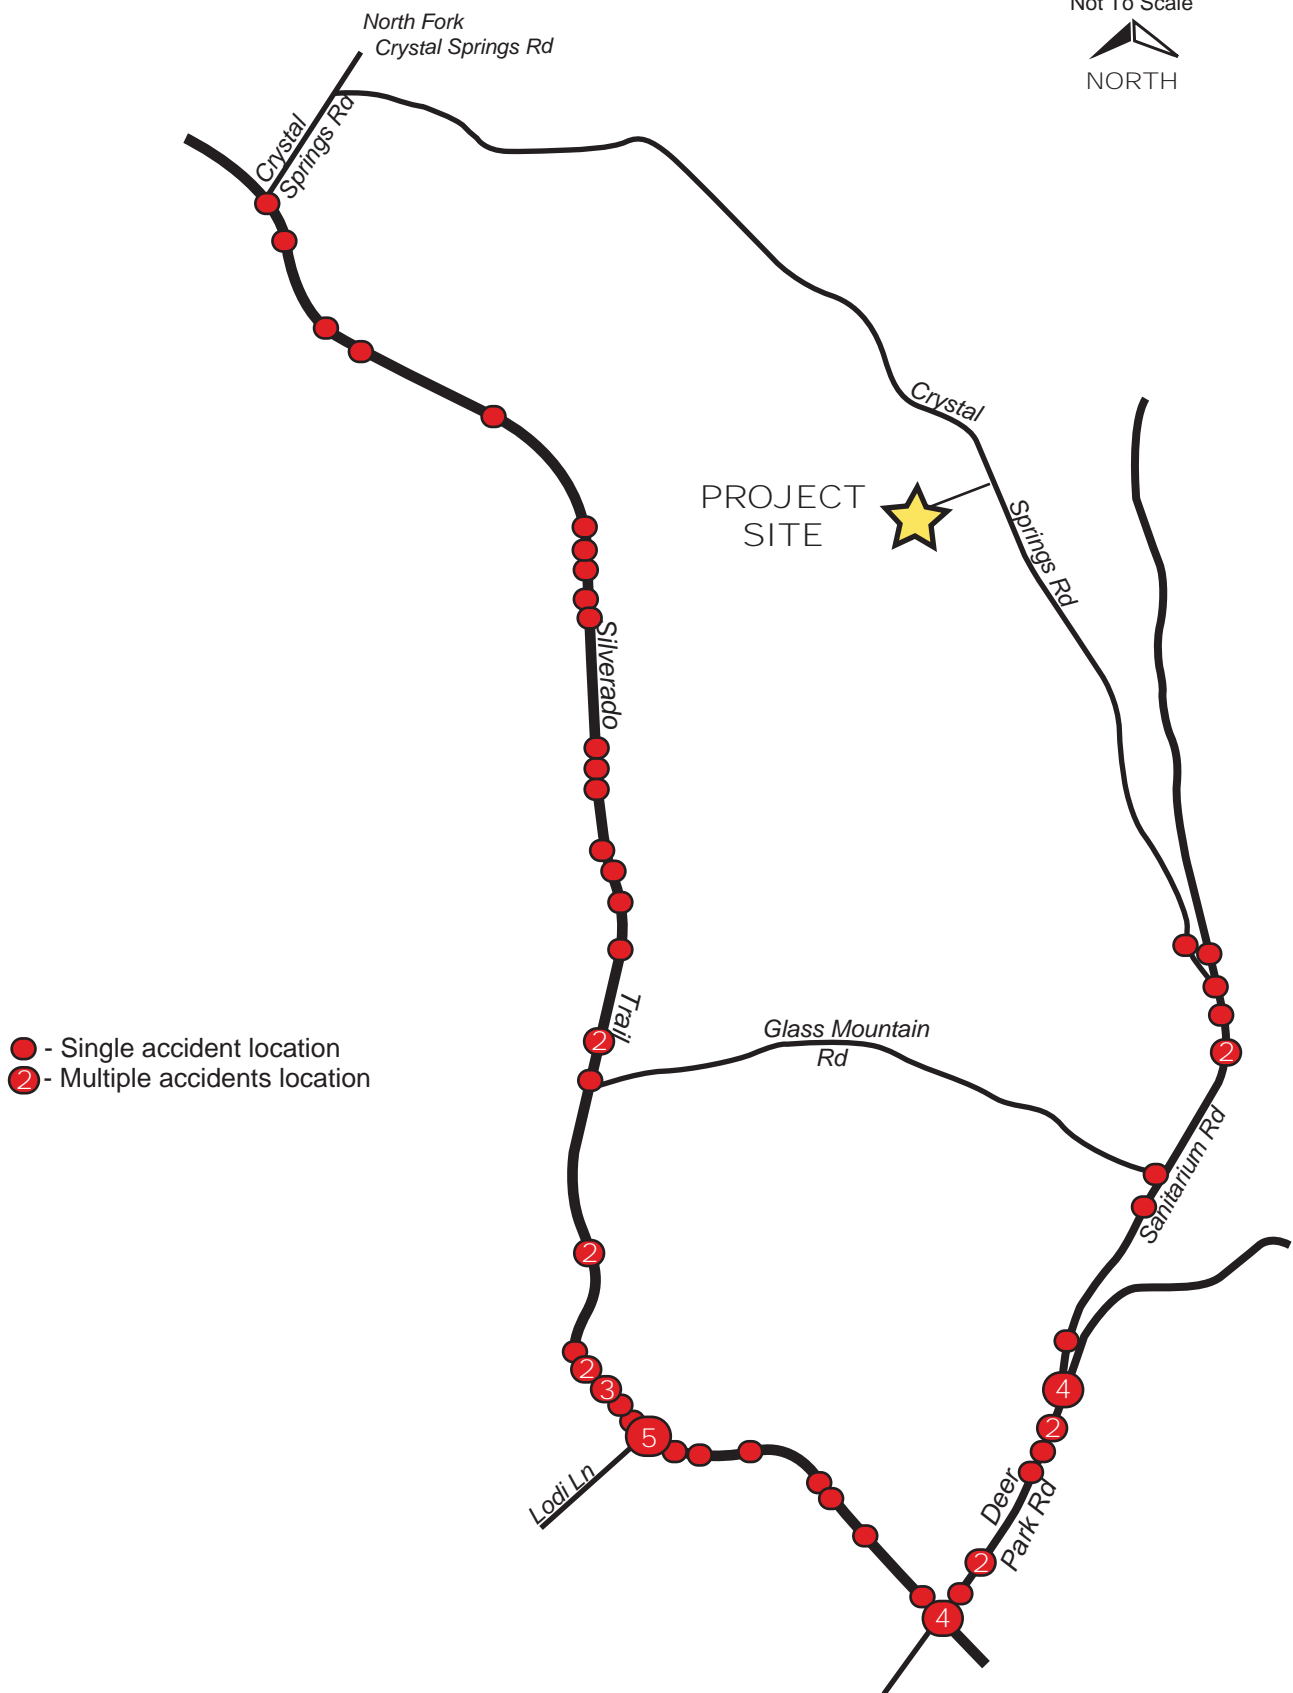 Not To Scale
NORTH
North Fork
Crystal Springs Rd
Crystal
Springs Rd
Crystal
Springs Rd
PROJECT
SITE
Silverado
Trail
Glass Mountain
Rd
- Single accident location
2 - Multiple accidents location
2
2
Sanitarium Rd
2
2
3
4
2
5
Deer
Park Rd
Lodi Ln
2
4